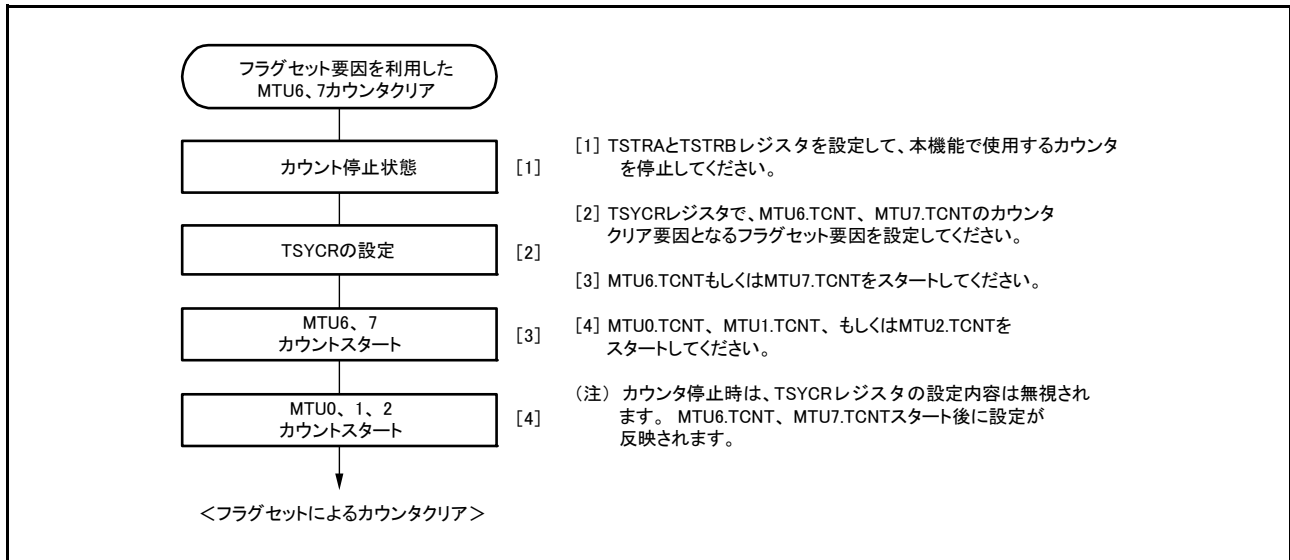 フラグセット要因を利用した
MTU6、7カウンタクリア
カウント停止状態
[1]
TSYCRの設定
[2]
MTU6、7
カウントスタート
[3]
MTU0、1、2
カウントスタート
[4]
＜フラグセットによるカウンタクリア＞
[1] TSTRAとTSTRBレジスタを設定して、本機能で使用するカウンタ
を停止してください。
[2] TSYCRレジスタで、MTU6.TCNT、MTU7.TCNTのカウンタ
クリア要因となるフラグセット要因を設定してください。
[3] MTU6.TCNTもしくはMTU7.TCNTをスタートしてください。
[4] MTU0.TCNT、MTU1.TCNT、もしくはMTU2.TCNTを
スタートしてください。
（注） カウンタ停止時は、TSYCRレジスタの設定内容は無視され
ます。MTU6.TCNT、MTU7.TCNTスタート後に設定が
反映されます。